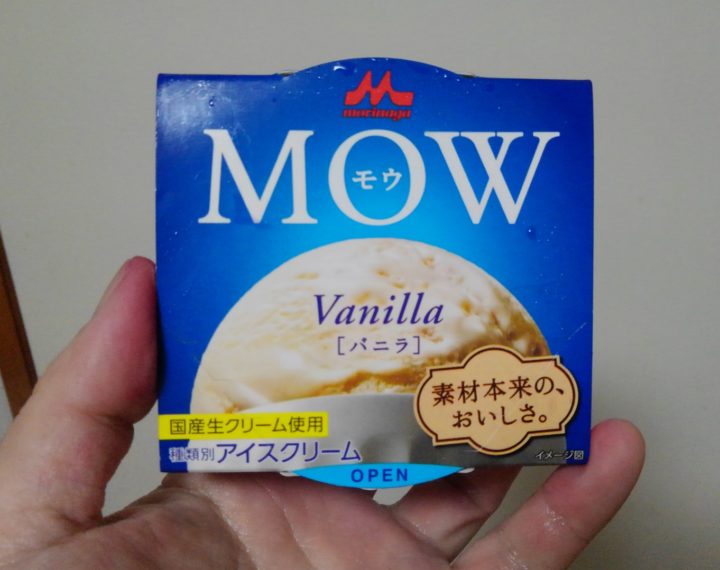 morinaga
MOW
モウ
Vanilla
[バニラ]
素材本来の、
おいしさ。
国産生クリーム使用
種類別 アイスクリーム
イメージ図
OPEN